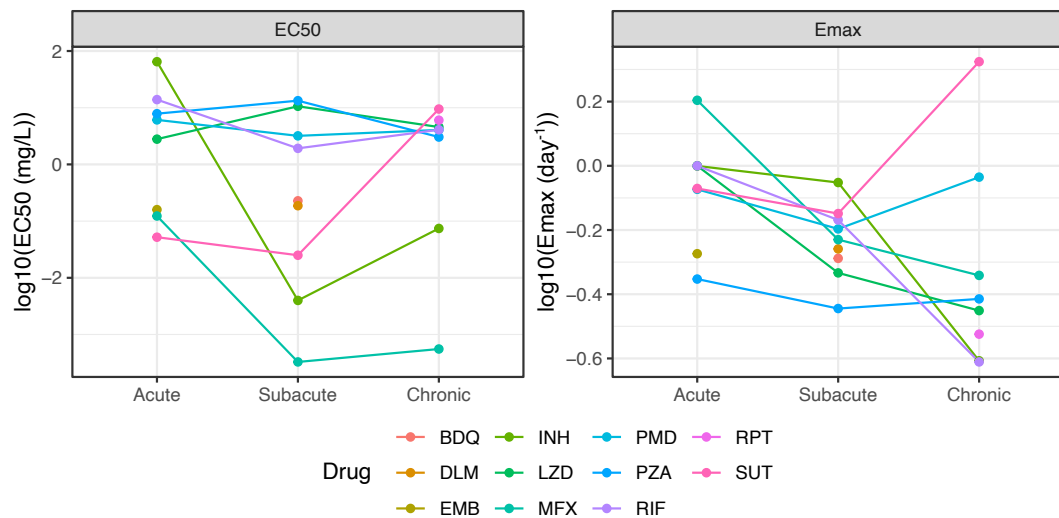 EC50
Emax
log10(EC50 (mg/L))
2
0
−2
Acute
Subacute
Chronic
log10(Emax (day⁻¹))
0.2
0.0
−0.2
−0.4
−0.6
Acute
Subacute
Chronic
Drug
BDQ
DLM
EMB
INH
LZD
MFX
PMD
PZA
RIF
RPT
SUT